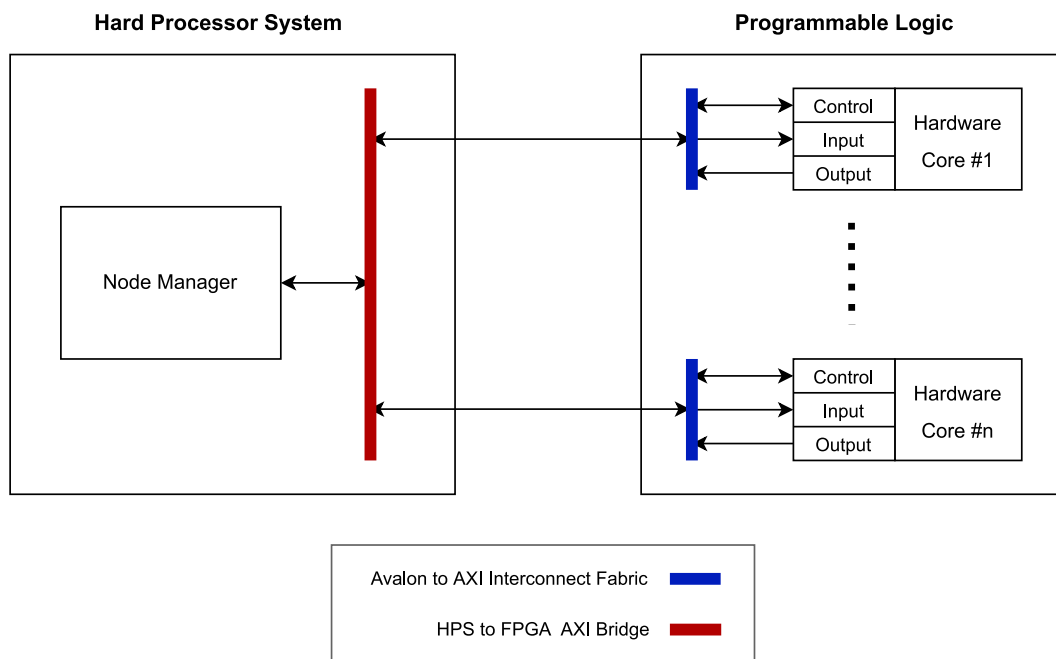 Hard Processor System
Programmable Logic
Node Manager
Control
Input
Output
Hardware
Core #1
Control
Input
Output
Hardware
Core #n
Avalon to AXI Interconnect Fabric
HPS to FPGA AXI Bridge